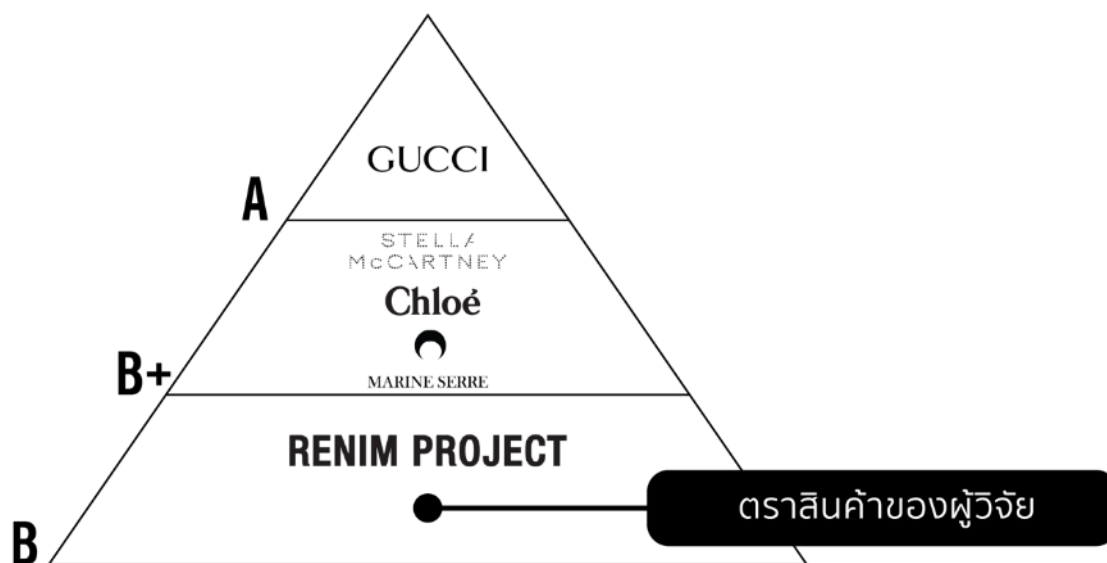 GUCCI
A
STELLA
McCARTNEY
Chloé
MARINE SERRE
B+
RENIM PROJECT
ตราสินค้าของผู้วิจัย
B